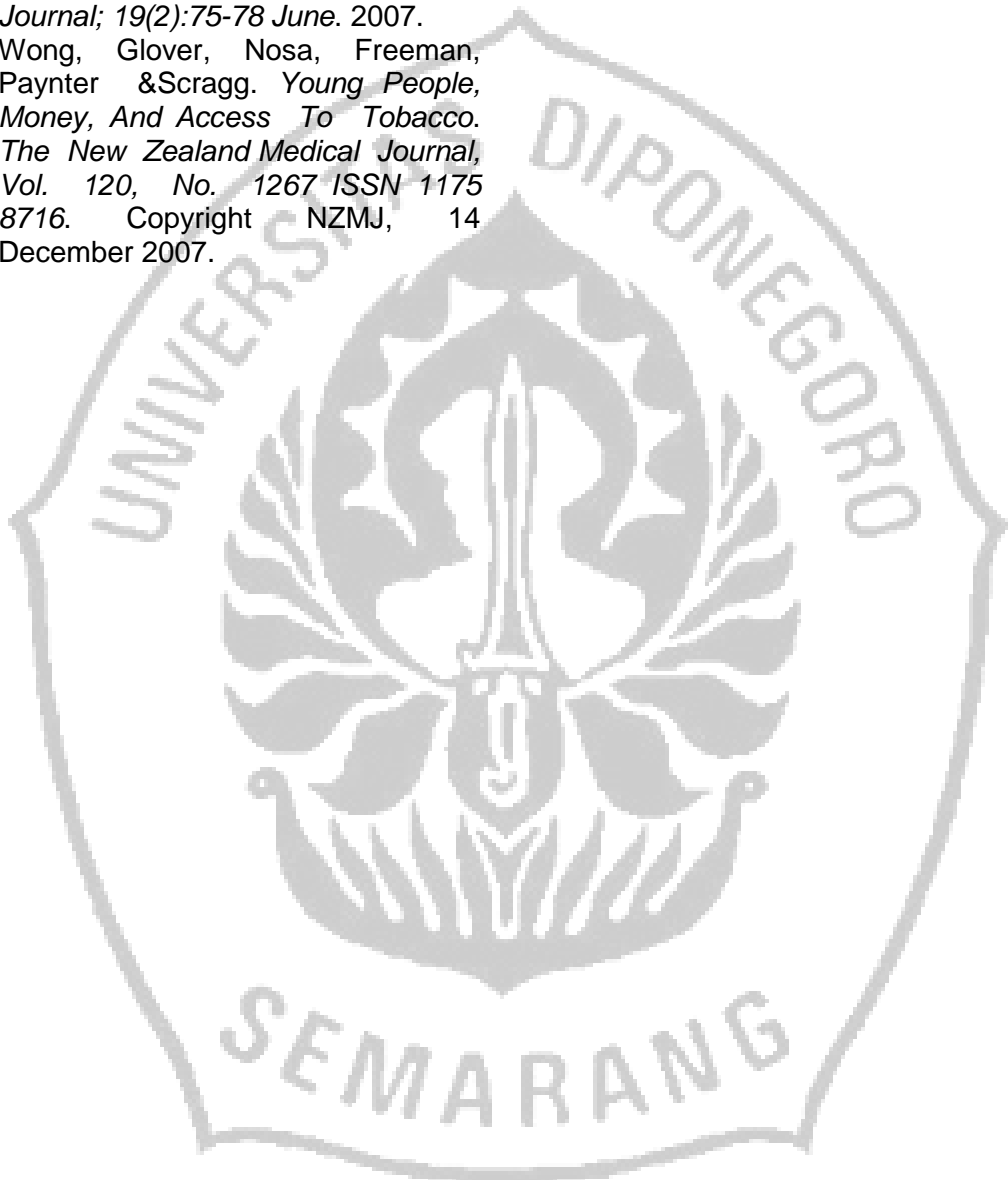 Journal; 19(2):75-78 June. 2007.
Wong, Glover, Nosa, Freeman,
Paynter &Scragg. Young People,
Money, And Access To Tobacco.
The New Zealand Medical Journal,
Vol. 120, No. 1267 ISSN 1175
8716. Copyright NZMJ, 14
December 2007.
UNIVERSITAS DIPONEGORO
SEMARANG